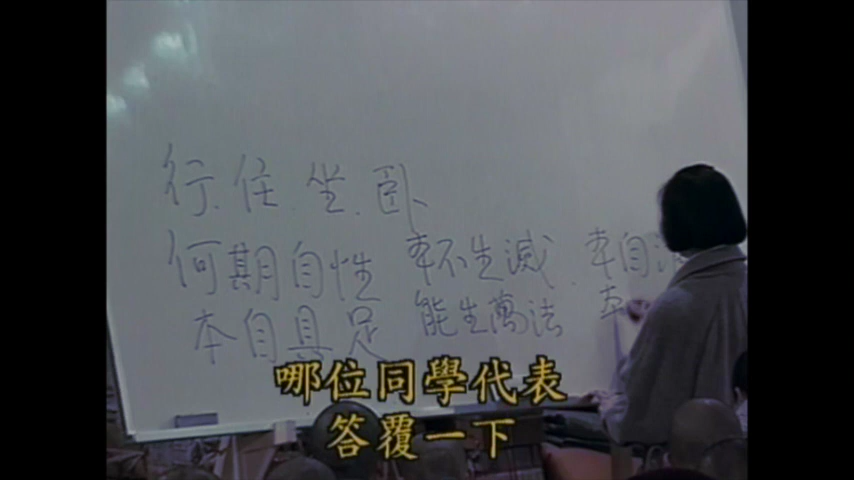 行、住、坐、卧
何期自性 本不生滅. 本自
本自具足 能生萬法 本
哪位同學代表
答覆一下